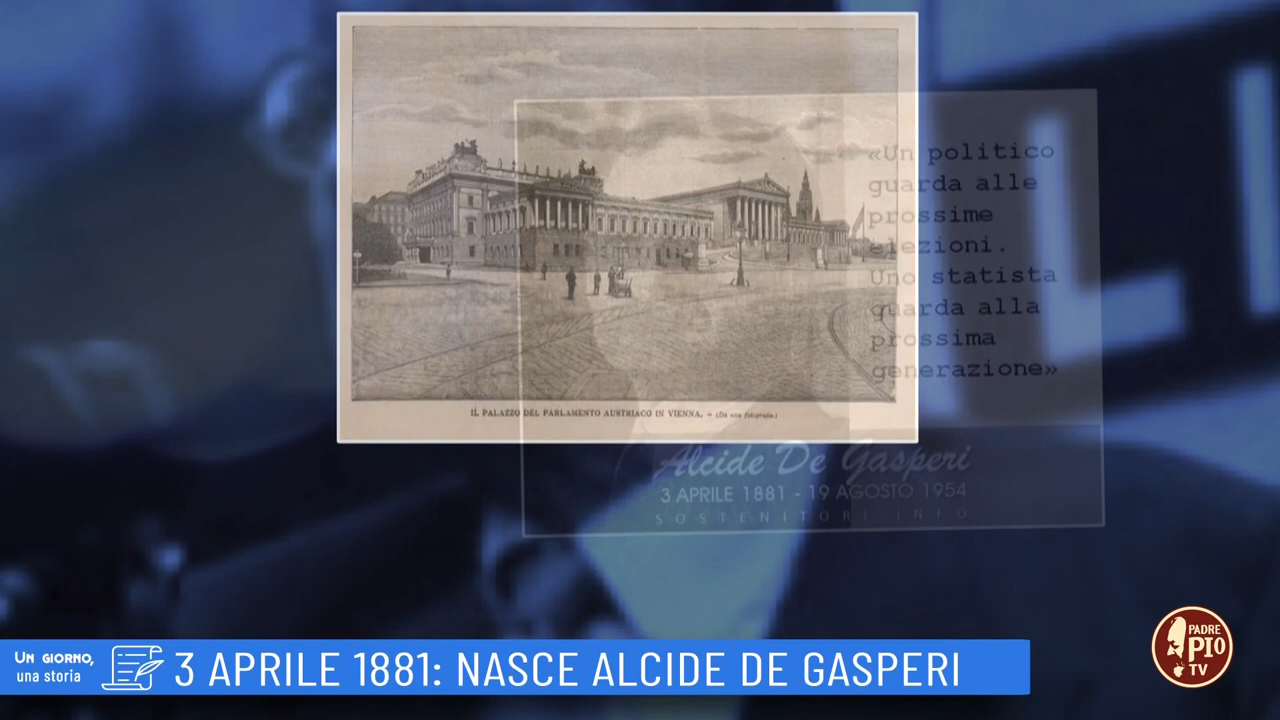 «Un politico
guarda alle
prossime
elezioni.
Uno statista
guarda alla
prossima
generazione»
IL PALAZZO DEL PARLAMENTO AUSTRIACO IN VIENNA. – (Da una fotografia.)
Alcide De Gasperi
3 APRILE 1881 - 19 AGOSTO 1954
SOSTENITORI.INFO
Un giorno,
una storia
3 APRILE 1881: NASCE ALCIDE DE GASPERI
PADRE
PIO
TV